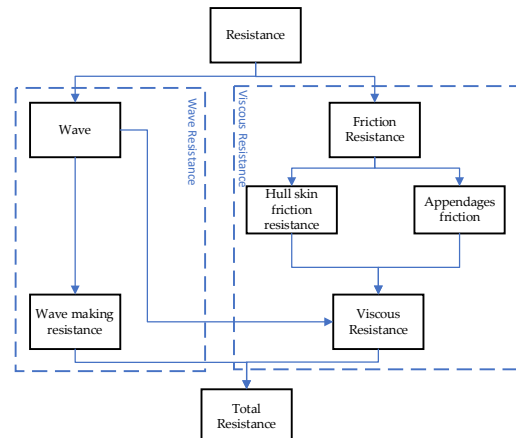 Resistance
Wave Resistance
Viscous Resistance
Wave
Friction
Resistance
Hull skin
friction
resistance
Appendages
friction
Wave making
resistance
Viscous
Resistance
Total
Resistance